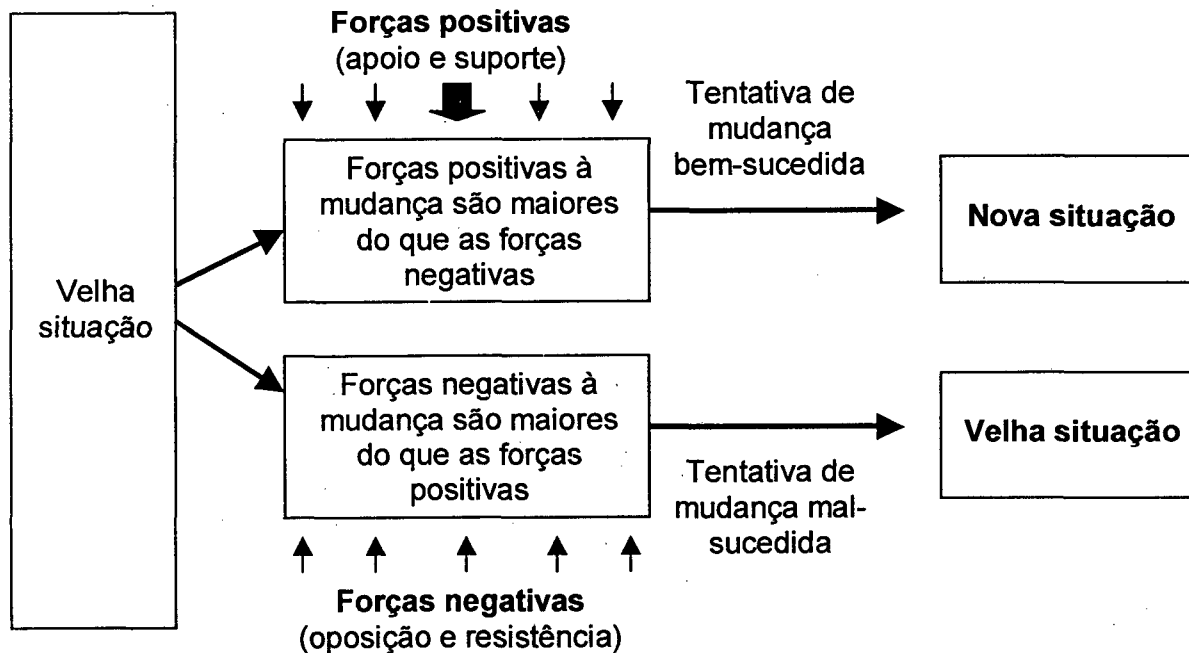 Forças positivas
(apoio e suporte)
Velha
situação
Forças positivas à
mudança são maiores
do que as forças
negativas
Tentativa de
mudança
bem-sucedida
Nova situação
Forças negativas à
mudança são maiores
do que as forças
positivas
Tentativa de
mudança mal-
sucedida
Velha situação
Forças negativas
(oposição e resistência)